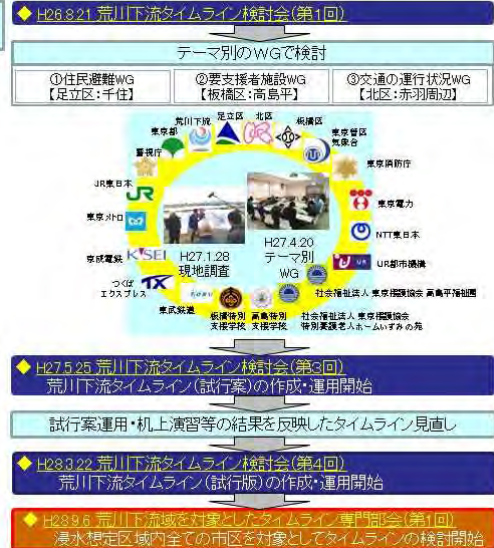 ◆ H26.8.21 荒川下流タイムライン検討会(第1回)
テーマ別のWGで検討
①住民避難WG
【足立区:千住】
②要支援者施設WG
【板橋区:高島平】
③交通の運行状況WG
【北区:赤羽周辺】
荒川下流
足立区
北区
板橋区
東京都
東京管区
気象台
警視庁
東京消防庁
JR東日本
JR
東京電力
東京メトロ
NTT東日本
京成電鉄
KEISEI
UR都市機構
つくば
エクスプレス
TX
東武鉄道
TOBU
H27.1.28
現地調査
H27.4.20
テーマ別
WG
板橋特別
支援学校
高島特別
支援学校
社会福祉法人 東京援護協会 高島平福祉園
社会福祉法人 東京援護協会
特別養護老人ホームいずみの苑
◆ H27.5.25 荒川下流タイムライン検討会(第3回)
荒川下流タイムライン(試行案)の作成・運用開始
試行案運用・机上演習等の結果を反映したタイムライン見直し
◆ H28.3.22 荒川下流タイムライン検討会(第4回)
荒川下流タイムライン(試行版)の作成・運用開始
◆ H28.9.6 荒川下流域を対象としたタイムライン専門部会(第1回)
浸水想定区域内全ての市区を対象としてタイムラインの検討開始